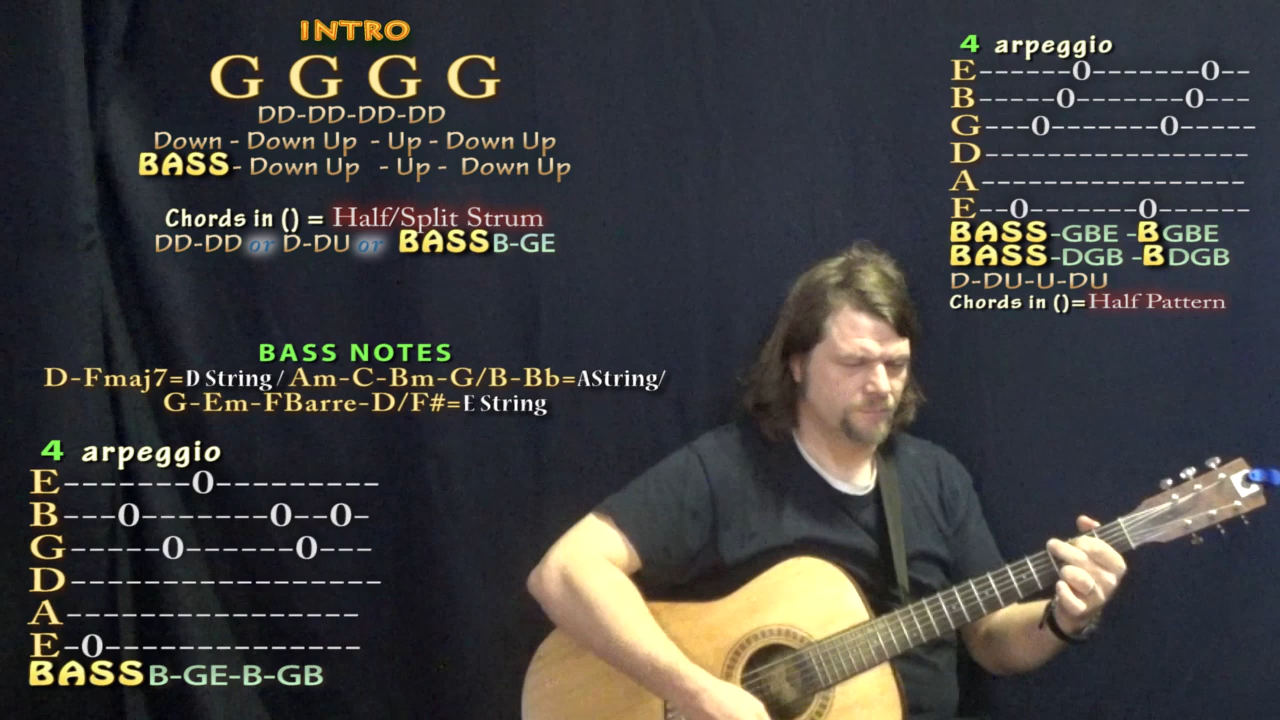 INTRO
G G G G
DD-DD-DD-DD
Down - Down Up - Up - Down Up
BASS- Down Up - Up - Down Up
Chords in () = Half/Split Strum
DD-DD or D-DU or BASSB-GE
BASS NOTES
D-Fmaj7=D String / Am-C-Bm-G/B-Bb=AString/
G-Em-FBarre-D/F#=E String
4 arpeggio
E-------0---------
B---0-------0--0-
G-----0------0---
D----------------
A---------------
E-0-------------
BASSB-GE-B-GB
4 arpeggio
E------0-------0--
B-----0-------0---
G---0-------0-----
D-----------------
A-----------------
E--0-------0------
BASS-GBE -BGBE
BASS-DGB -BDGB
D-DU-U-DU
Chords in ()=Half Pattern